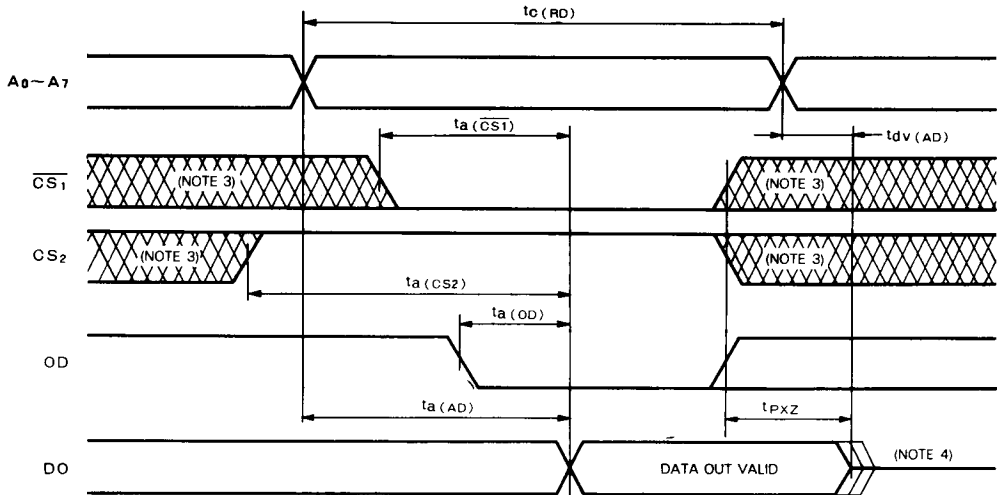 tc (RD)
A0~A7
ta (CS1)
tdv (AD)
CS1
(NOTE 3)
(NOTE 3)
CS2
(NOTE 3)
(NOTE 3)
ta (CS2)
ta (OD)
OD
ta (AD)
tPXZ
DO
DATA OUT VALID
(NOTE 4)